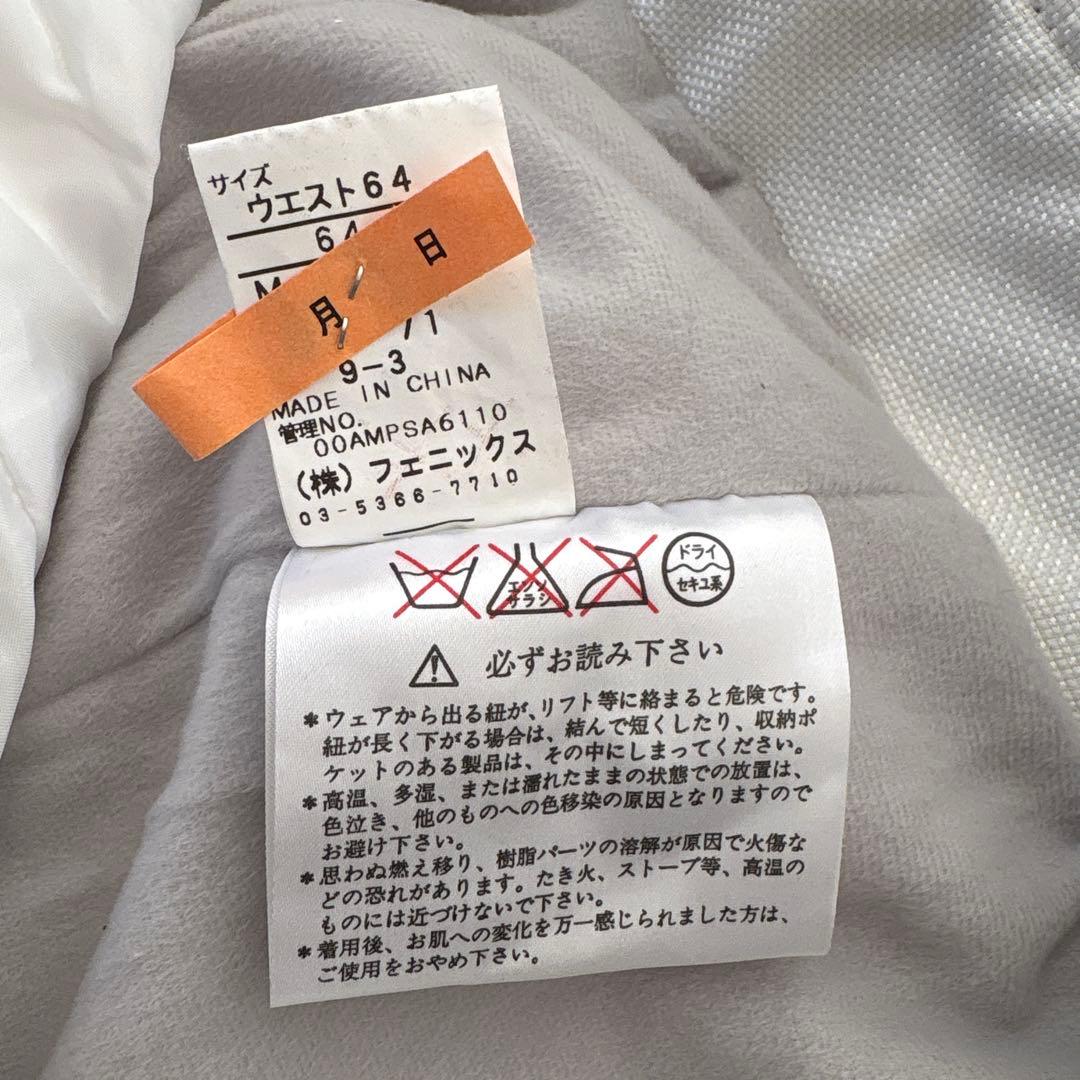 サイズ
ウエスト64
64
M
月
日
71
9-3
MADE IN CHINA
管理NO.
00AMPSA6110
(株)フェニックス
03-5366-7710
エンソ
サラシ
ドライ
セキユ系
必ずお読み下さい
*ウェアから出る紐が、リフト等に絡まると危険です。
紐が長く下がる場合は、結んで短くしたり、収納ポ
ケットのある製品は、その中にしまってください。
*高温、多湿、または濡れたままの状態での放置は、
色泣き、他のものへの色移染の原因となりますので
お避け下さい。
*思わぬ燃え移り、樹脂パーツの溶解が原因で火傷な
どの恐れがあります。たき火、ストーブ等、高温の
ものには近づけないで下さい。
*着用後、お肌への変化を万一感じられました方は、
ご使用をおやめ下さい。